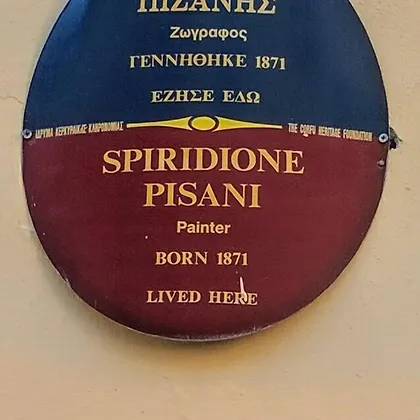 ΠΙΖΑΝΗΣ
Ζωγραφος
ΓΕΝΝΗΘΗΚΕ 1871
ΕΖΗΣΕ ΕΔΩ
ΙΔΡΥΜΑ ΚΕΡΚΥΡΑΙΚΗΣ ΚΛΗΡΟΝΟΜΙΑΣ
THE CORFU HERITAGE FOUNDATION
SPIRIDIONE
PISANI
Painter
BORN 1871
LIVED HERE